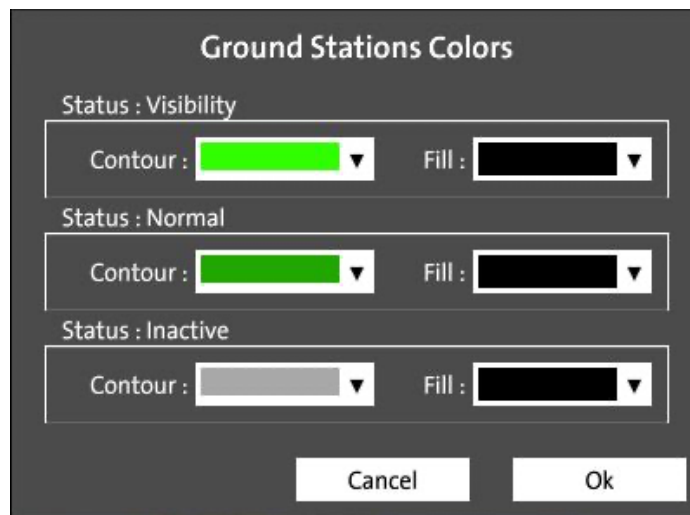 Ground Stations Colors
Status : Visibility
Contour : Fill :
Status : Normal
Contour : Fill :
Status : Inactive
Contour : Fill :
Cancel Ok